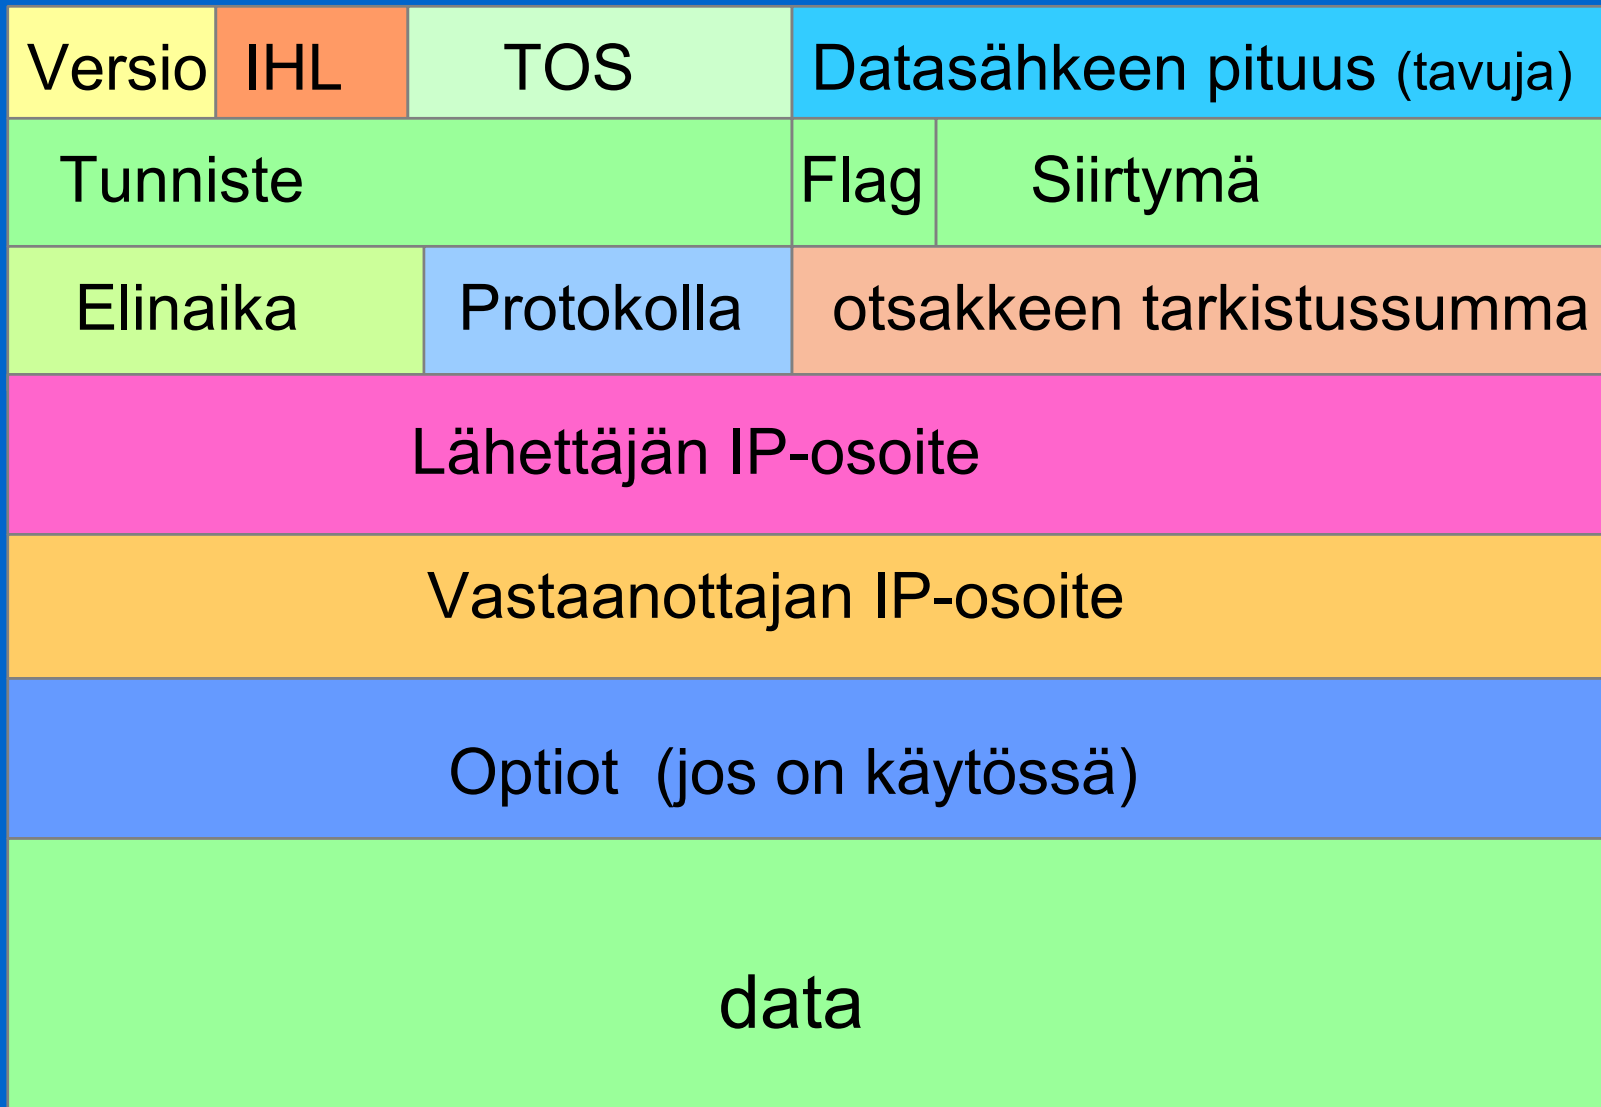 Versio IHL TOS Datasähkeen pituus (tavuja)
Tunniste Flag Siirtymä
Elinaika Protokolla otsakkeen tarkistussumma
Lähettäjän IP-osoite
Vastaanottajan IP-osoite
Optiot (jos on käytössä)
data